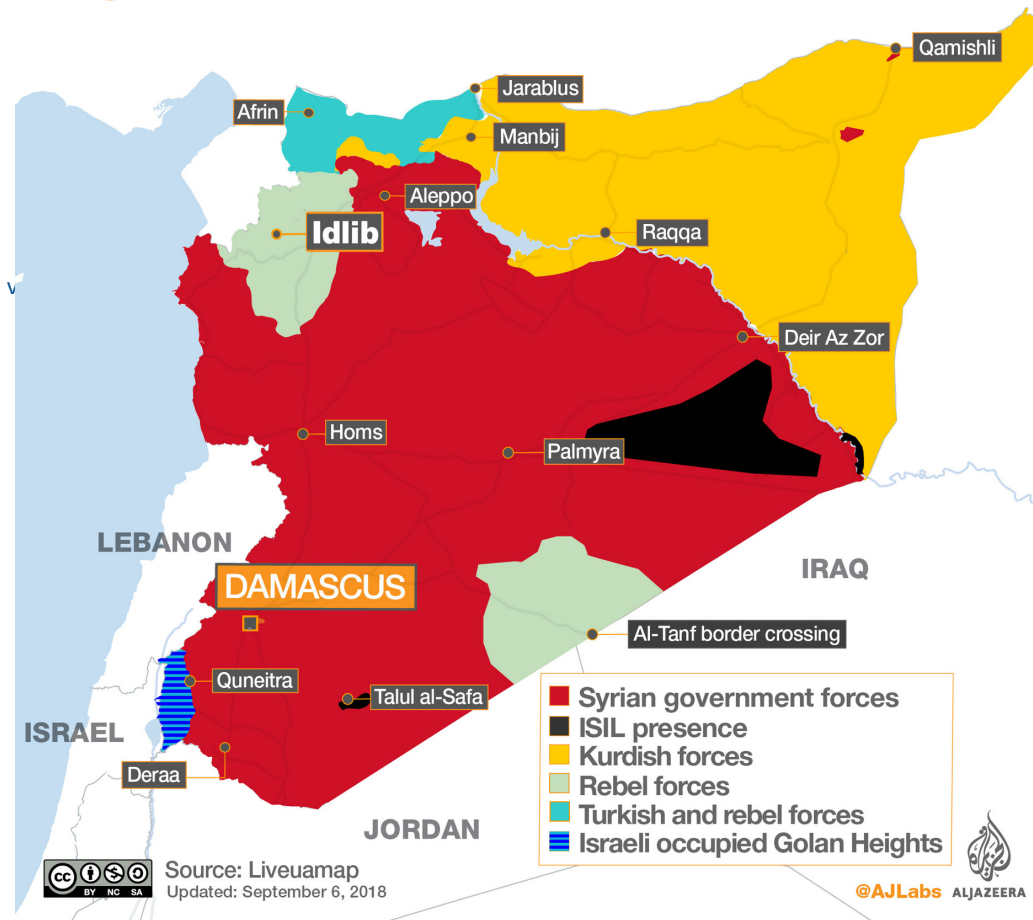 Qamishli
Jarablus
Afrin
Manbij
Aleppo
Idlib
Raqqa
Deir Az Zor
Homs
Palmyra
LEBANON
IRAQ
DAMASCUS
Al-Tanf border crossing
Quneitra
Talul al-Safa
ISRAEL
Deraa
JORDAN
Syrian government forces
ISIL presence
Kurdish forces
Rebel forces
Turkish and rebel forces
Israeli occupied Golan Heights
cc BY NC SA
Source: Liveuamap
Updated: September 6, 2018
@AJLabs ALJAZEERA